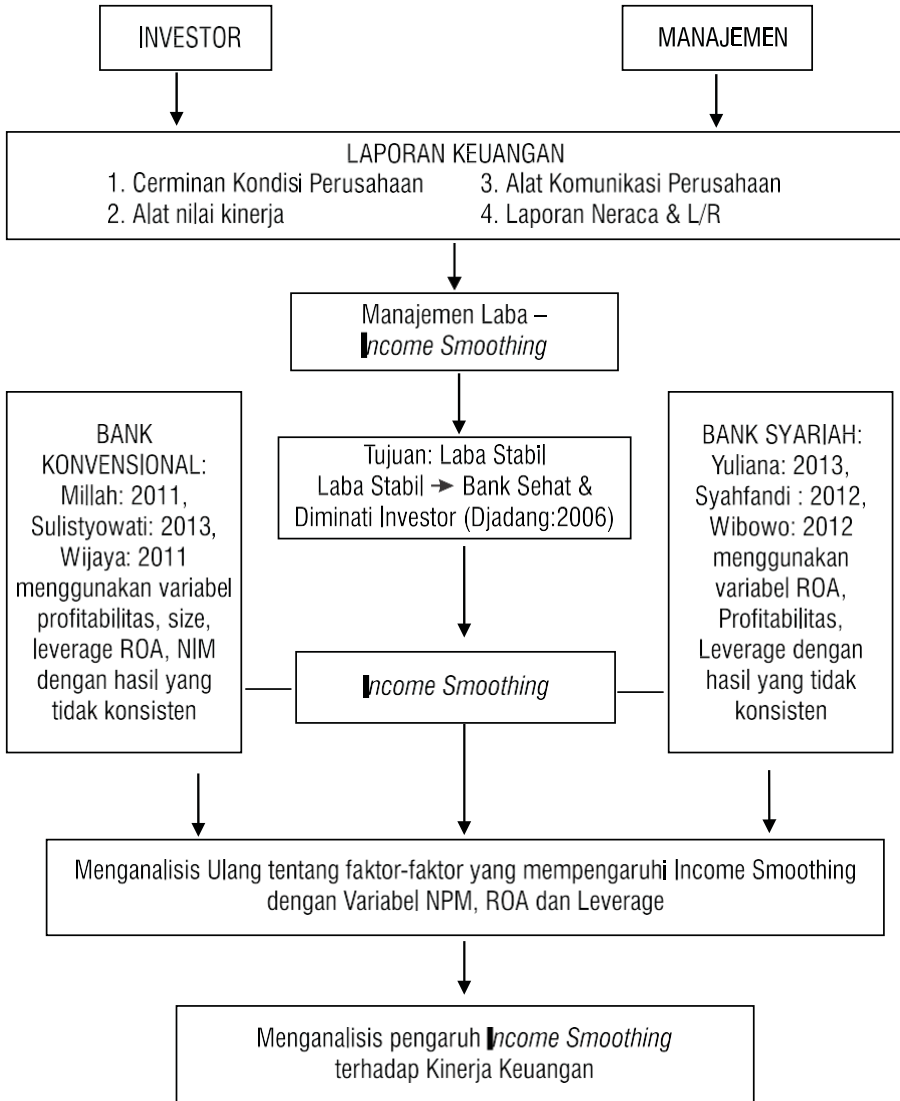 INVESTOR
MANAJEMEN
LAPORAN KEUANGAN
1. Cerminan Kondisi Perusahaan
2. Alat nilai kinerja
3. Alat Komunikasi Perusahaan
4. Laporan Neraca & L/R
Manajemen Laba –
Income Smoothing
BANK
KONVENSIONAL:
Millah: 2011,
Sulistyowati: 2013,
Wijaya: 2011
menggunakan variabel
profitabilitas, size,
leverage ROA, NIM
dengan hasil yang
tidak konsisten
Tujuan: Laba Stabil
Laba Stabil → Bank Sehat &
Diminati Investor (Djadang:2006)
Income Smoothing
BANK SYARIAH:
Yuliana: 2013,
Syahfandi : 2012,
Wibowo: 2012
menggunakan
variabel ROA,
Profitabilitas,
Leverage dengan
hasil yang tidak
konsisten
Menganalisis Ulang tentang faktor-faktor yang mempengaruhi Income Smoothing
dengan Variabel NPM, ROA dan Leverage
Menganalisis pengaruh Income Smoothing
terhadap Kinerja Keuangan